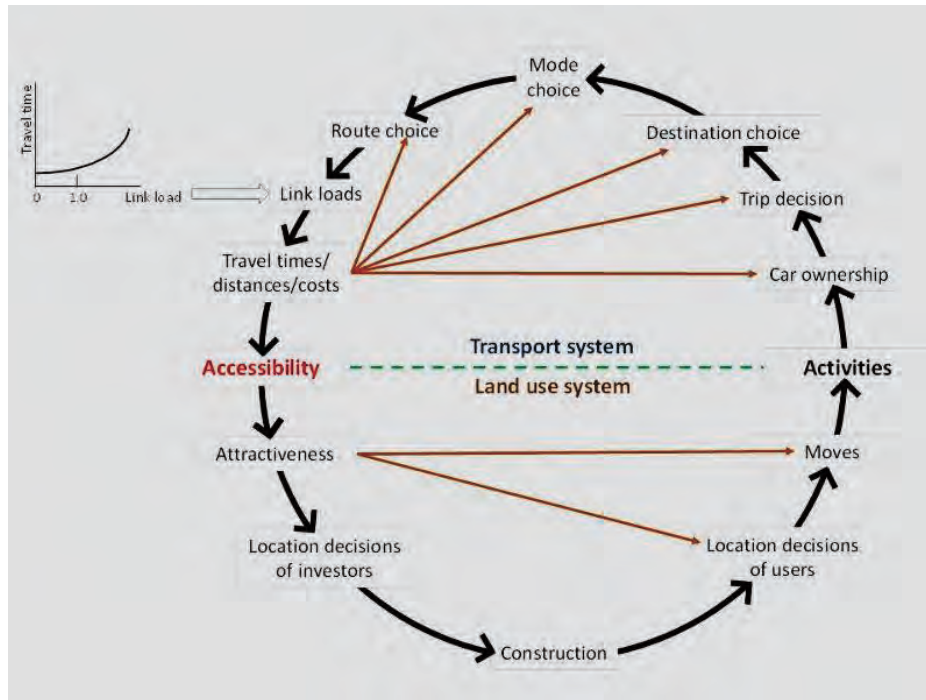 Mode
choice
Travel time
Route choice
Destination choice
0
1.0
Link load
Link loads
Trip decision
Travel times/
distances/costs
Car ownership
Transport system
Accessibility
Activities
Land use system
Attractiveness
Moves
Location decisions
of investors
Location decisions
of users
Construction